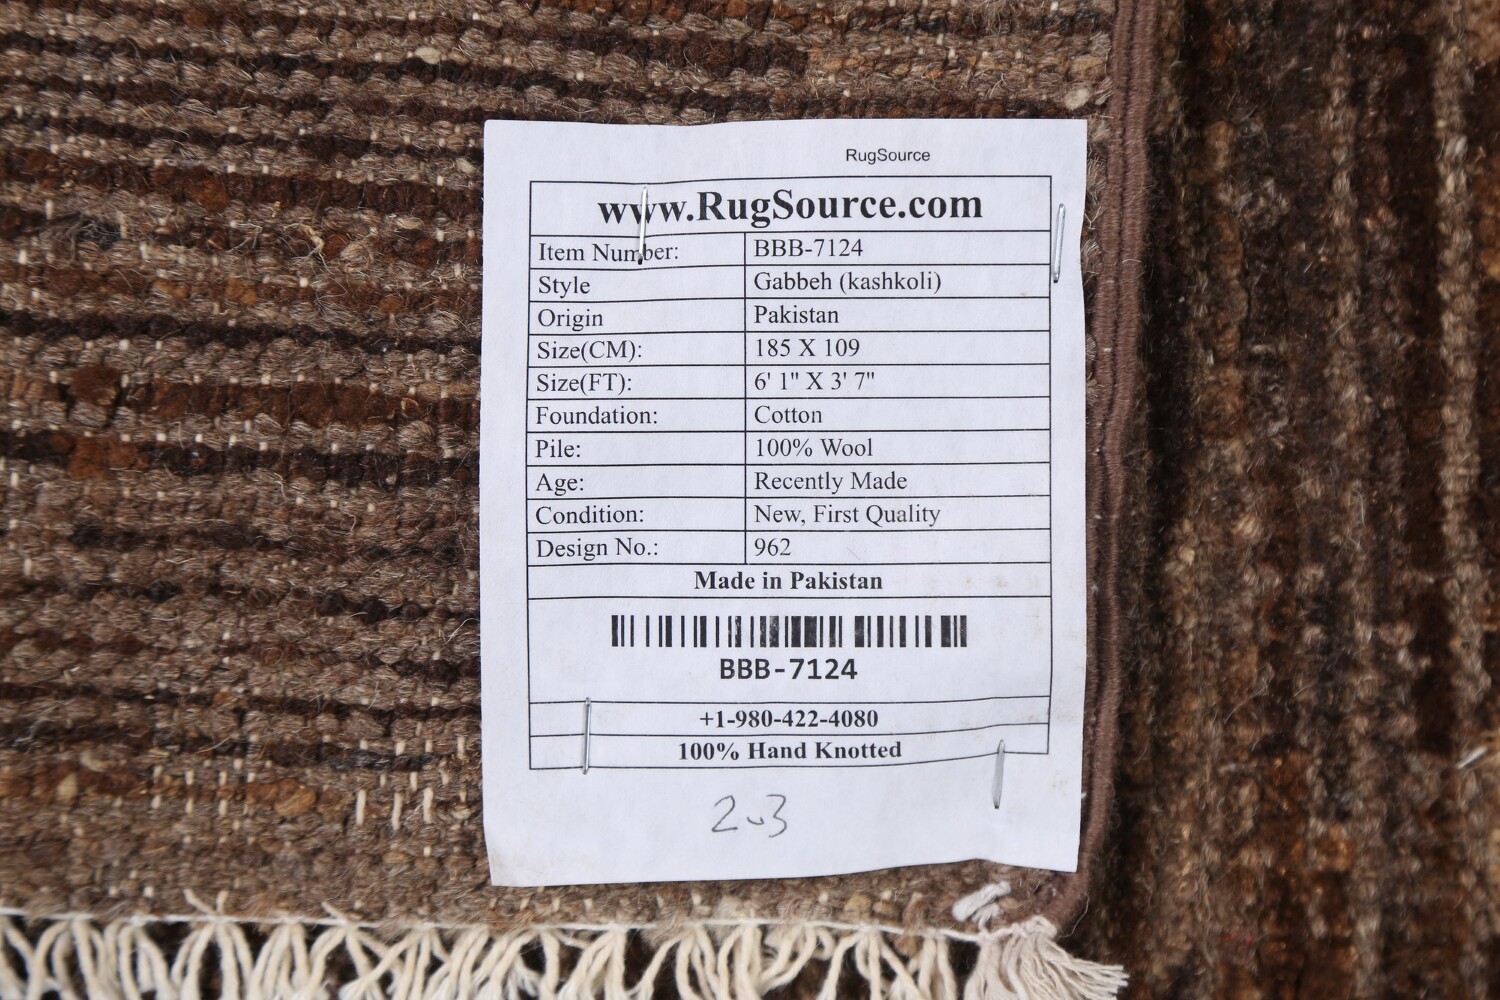 RugSource
www.RugSource.com
Item Number: BBB-7124
Style Gabbeh (kashkoli)
Origin Pakistan
Size(CM): 185 X 109
Size(FT): 6' 1" X 3' 7"
Foundation: Cotton
Pile: 100% Wool
Age: Recently Made
Condition: New, First Quality
Design No.: 962
Made in Pakistan
BBB-7124
+1-980-422-4080
100% Hand Knotted